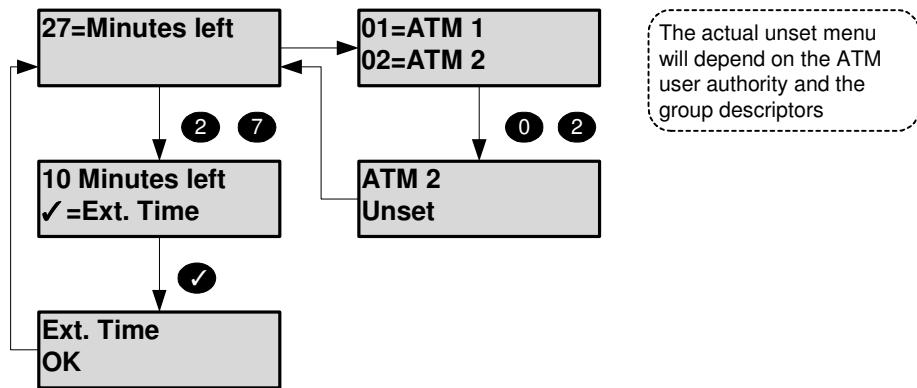 27=Minutes left
01=ATM 1
02=ATM 2
The actual unset menu
will depend on the ATM
user authority and the
group descriptors
2 7
0 2
10 Minutes left
✓=Ext. Time
ATM 2
Unset
✓
Ext. Time
OK